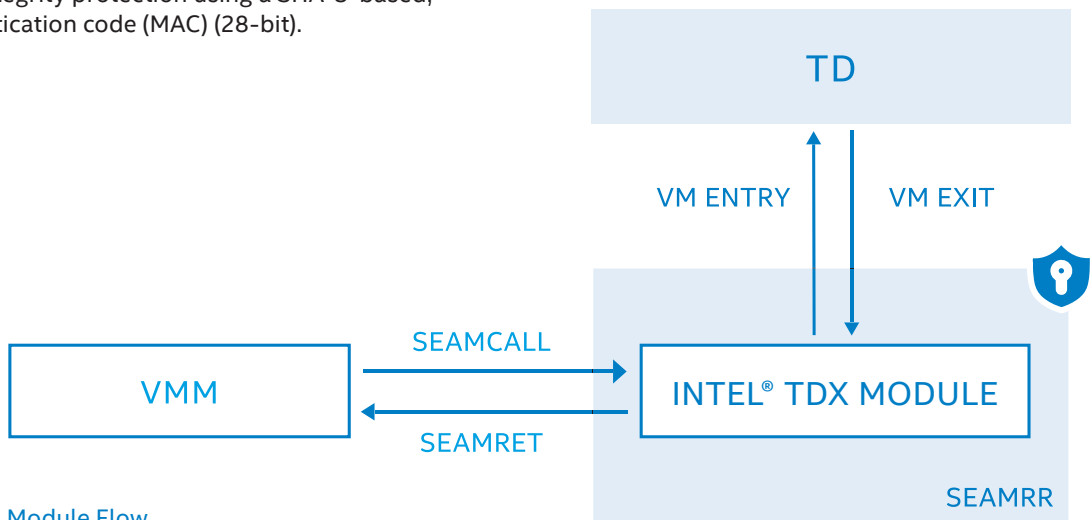 tication code (MAC) (28-bit).
TD
VM ENTRY
VM EXIT
SEAMCALL
VMM
INTEL® TDX MODULE
SEAMRET
SEAMRR
Module Flow